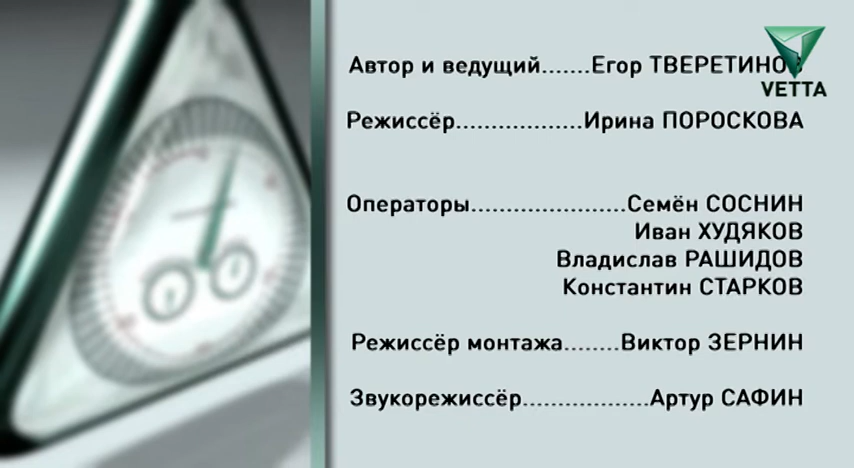 Автор и ведущий.......Егор ТВЕРЕТИНОВ
VETTA
Режиссёр..................Ирина ПОРОСКОВА
Операторы......................Семён СОСНИН
Иван ХУДЯКОВ
Владислав РАШИДОВ
Константин СТАРКОВ
Режиссёр монтажа........Виктор ЗЕРНИН
Звукорежиссёр..................Артур САФИН